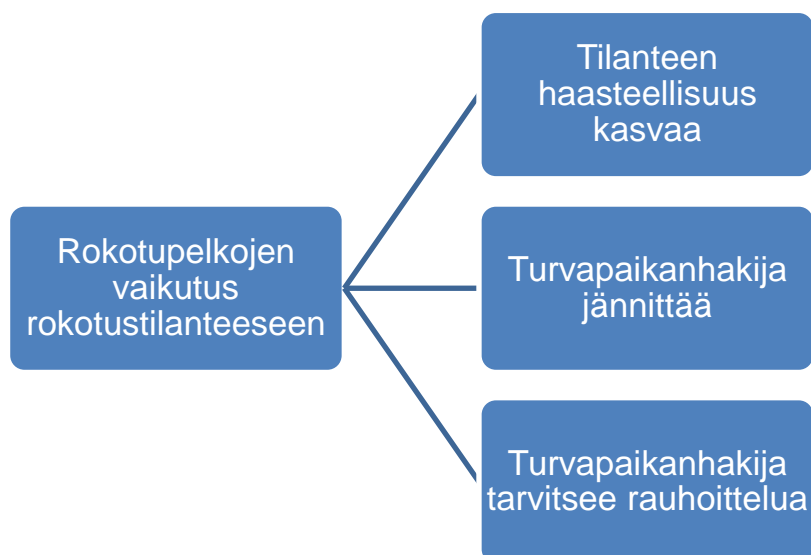 Tilanteen
haasteellisuus
kasvaa
Rokotupelkojen
vaikutus
rokotustilanteeseen
Turvapaikanhakija
jännittää
Turvapaikanhakija
tarvitsee rauhoittelua